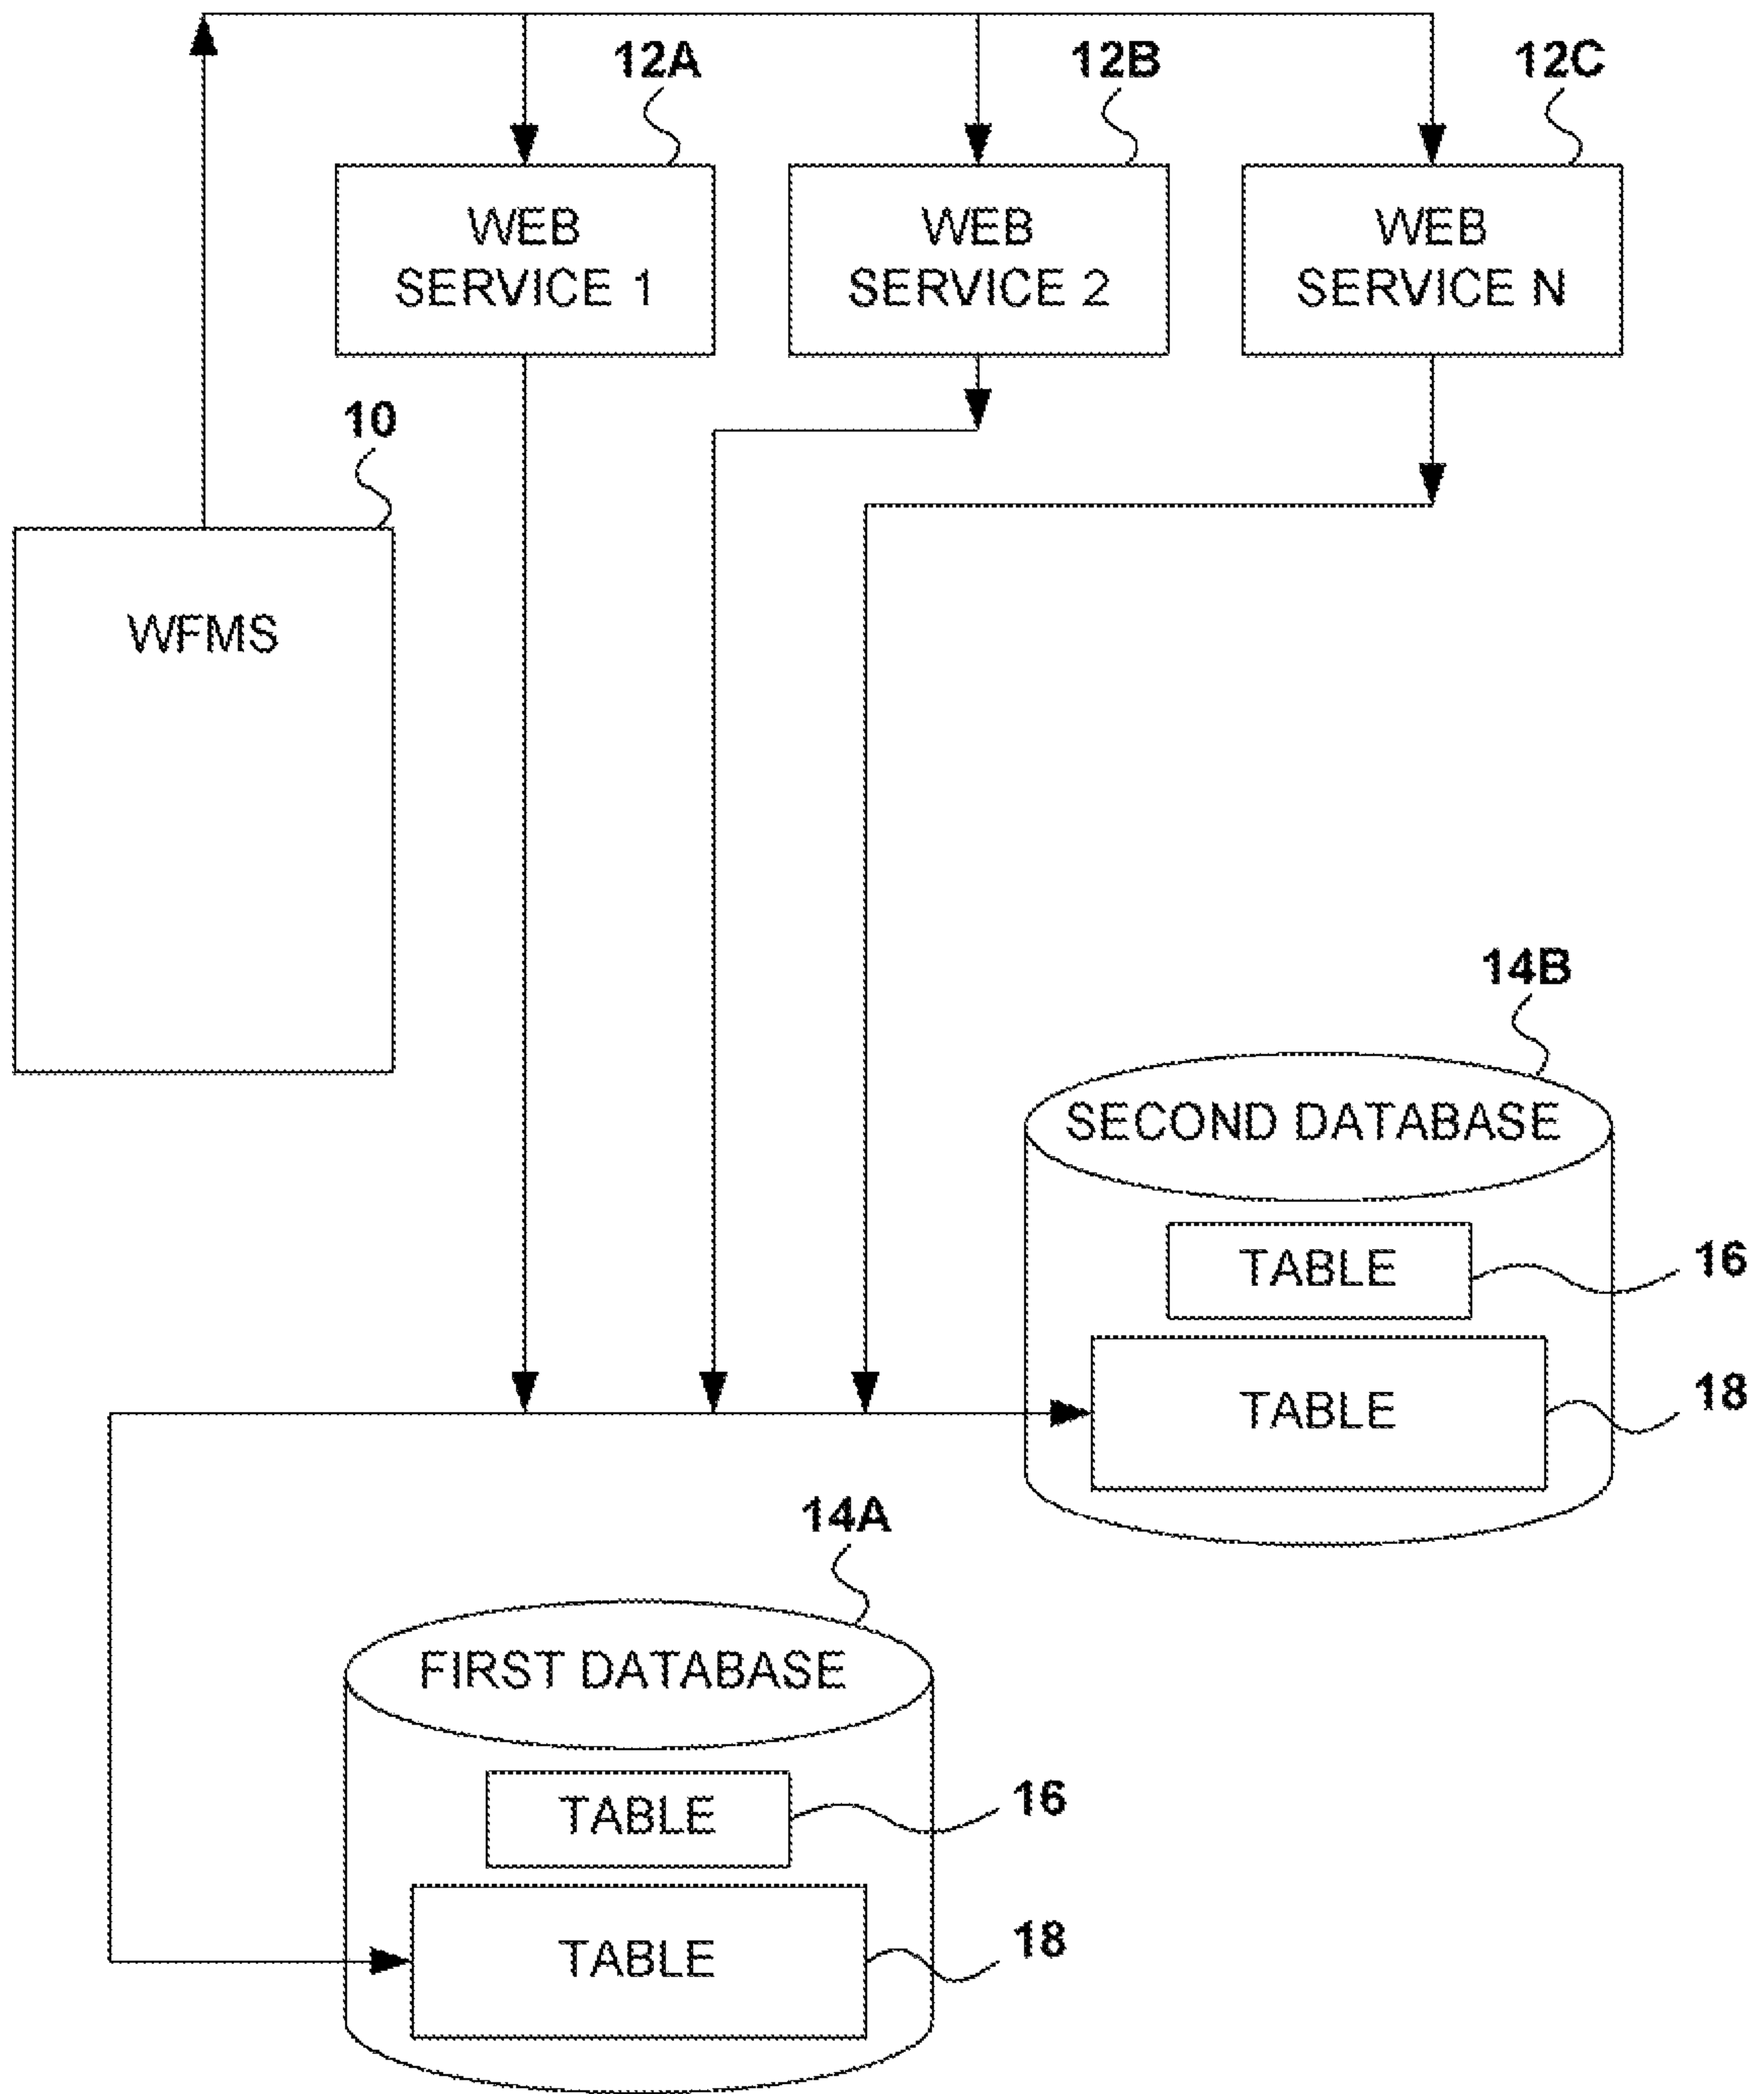 12A
12B
12C
WEB
SERVICE 1
WEB
SERVICE 2
WEB
SERVICE N
10
WFMS
14B
SECOND DATABASE
TABLE
16
TABLE
18
14A
FIRST DATABASE
TABLE
16
TABLE
18